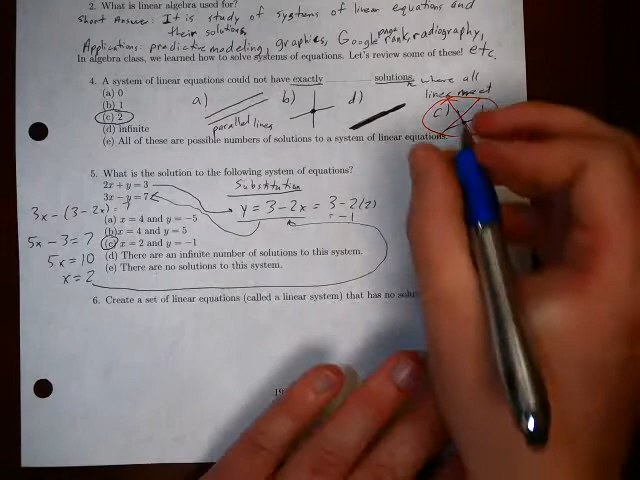 2. What is linear algebra used for?
Short Answer: It is study of systems of linear equations and
their solutions.
Applications: predictive modeling, graphics, Google page rank, radiography,
etc.
In algebra class, we learned how to solve systems of equations. Let's review some of these!
4. A system of linear equations could not have exactly solutions, where all
lines meet
(a) 0
(b) 1
(c) 2
(d) infinite
(e) All of these are possible numbers of solutions to a system of linear equations.
a)
parallel lines
b)
d)
c)
5. What is the solution to the following system of equations?
2x + y = 3
3x − y = 7
Substitution
y = 3 − 2x = 3 − 2(2)
= −1
3x − (3 − 2x) = 7
5x − 3 = 7
5x = 10
x = 2
(a) x = 4 and y = −5
(b) x = 4 and y = 5
(c) x = 2 and y = −1
(d) There are an infinite number of solutions to this system.
(e) There are no solutions to this system.
6. Create a set of linear equations (called a linear system) that has no